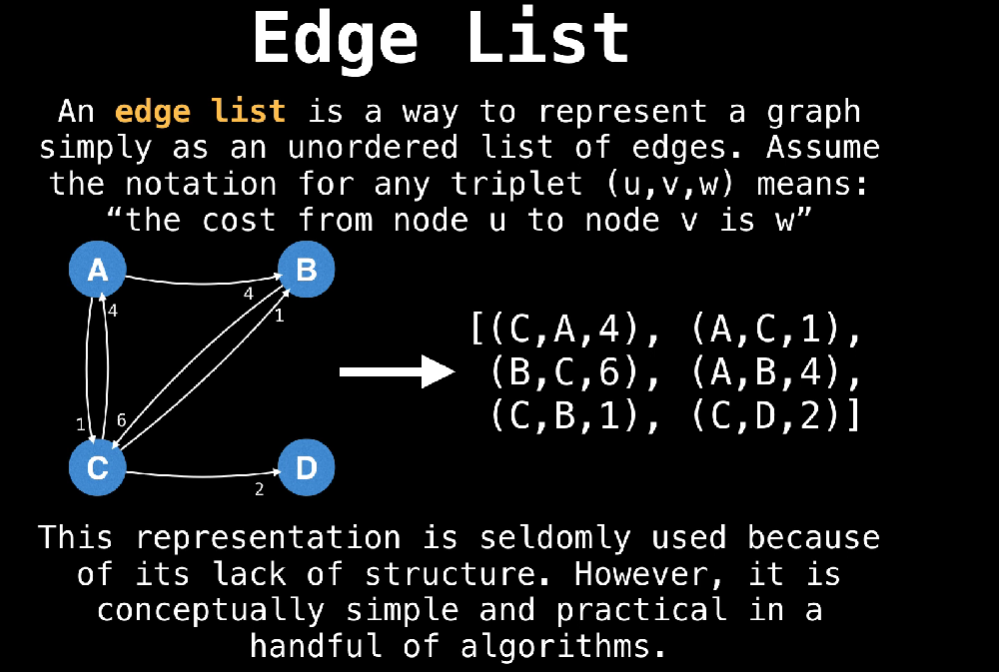 Edge List
An edge list is a way to represent a graph
simply as an unordered list of edges. Assume
the notation for any triplet (u,v,w) means:
“the cost from node u to node v is w”
A
B
4
4
1
[(C,A,4), (A,C,1),
(B,C,6), (A,B,4),
(C,B,1), (C,D,2)]
1
6
C
D
2
This representation is seldomly used because
of its lack of structure. However, it is
conceptually simple and practical in a
handful of algorithms.